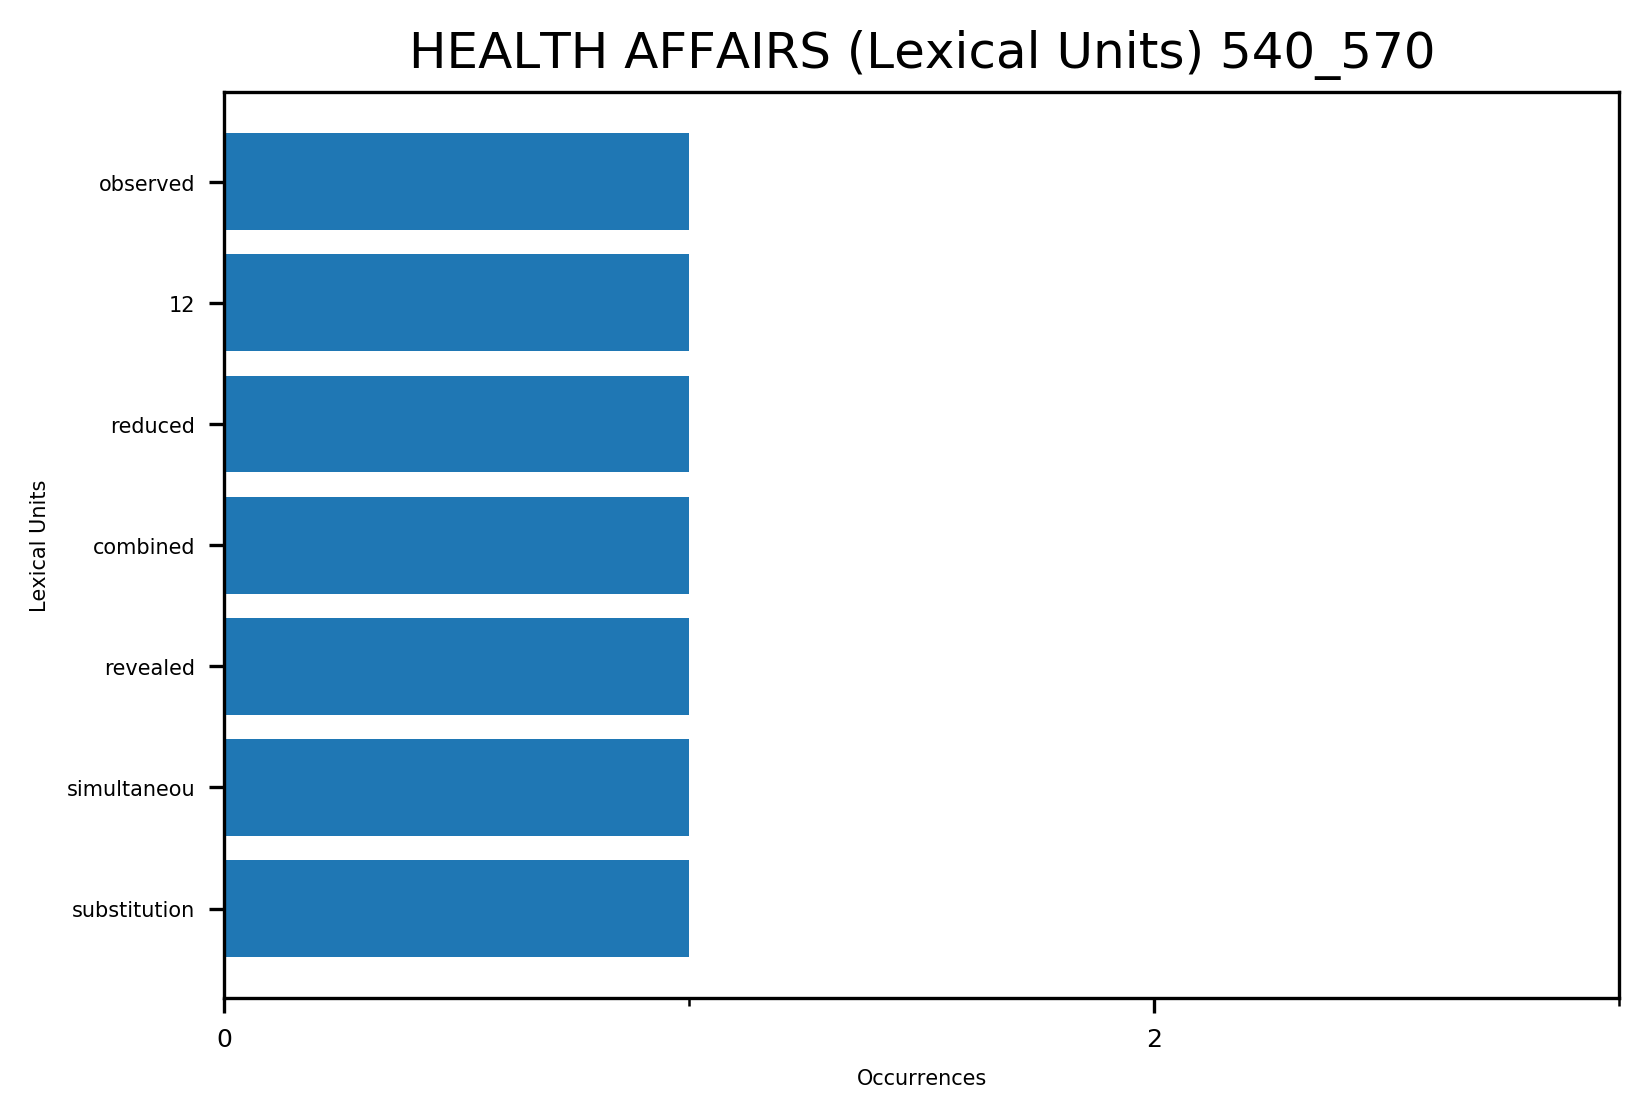 HEALTH AFFAIRS (Lexical Units) 540_570
observed
12
reduced
combined
revealed
simultaneou
substitution
Lexical Units
0
2
Occurrences